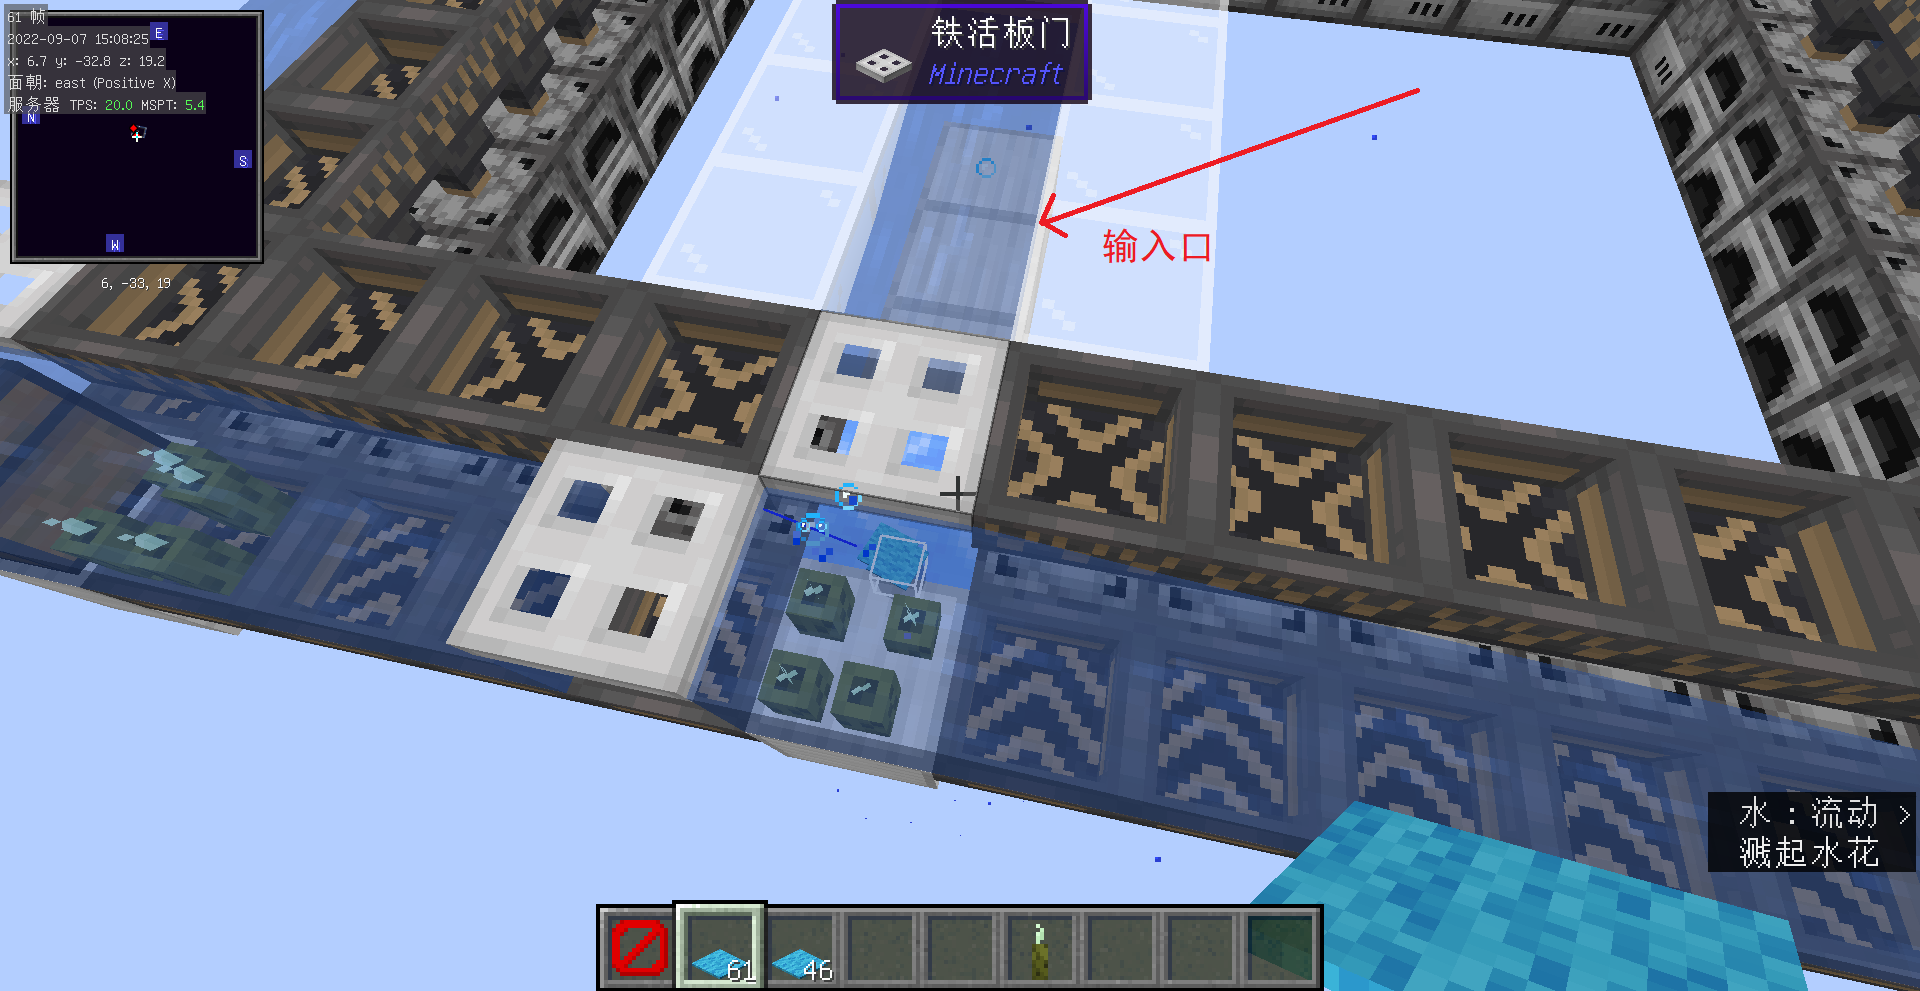 61 帧
2022-09-07 15:08:25
E
x: 6.7 y: -32.8 z: 19.2
面朝: east (Positive X)
服务器 TPS: 20.0 MSPT: 5.4
N
S
W
6, -33, 19
铁活板门
Minecraft
输入口
水：流动 >
溅起水花
61
46